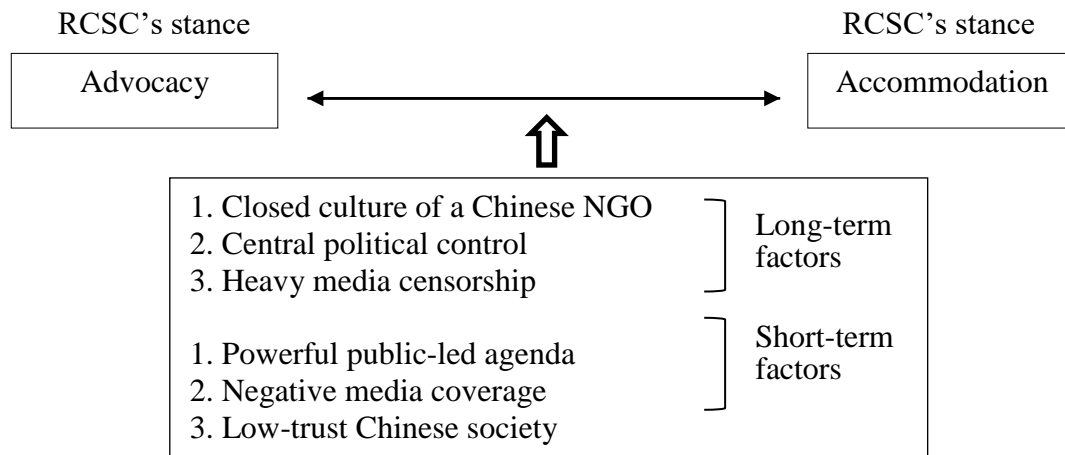 RCSC’s stance
RCSC’s stance
Advocacy
Accommodation
1. Closed culture of a Chinese NGO
2. Central political control
3. Heavy media censorship
Long-term
factors
1. Powerful public-led agenda
2. Negative media coverage
3. Low-trust Chinese society
Short-term
factors